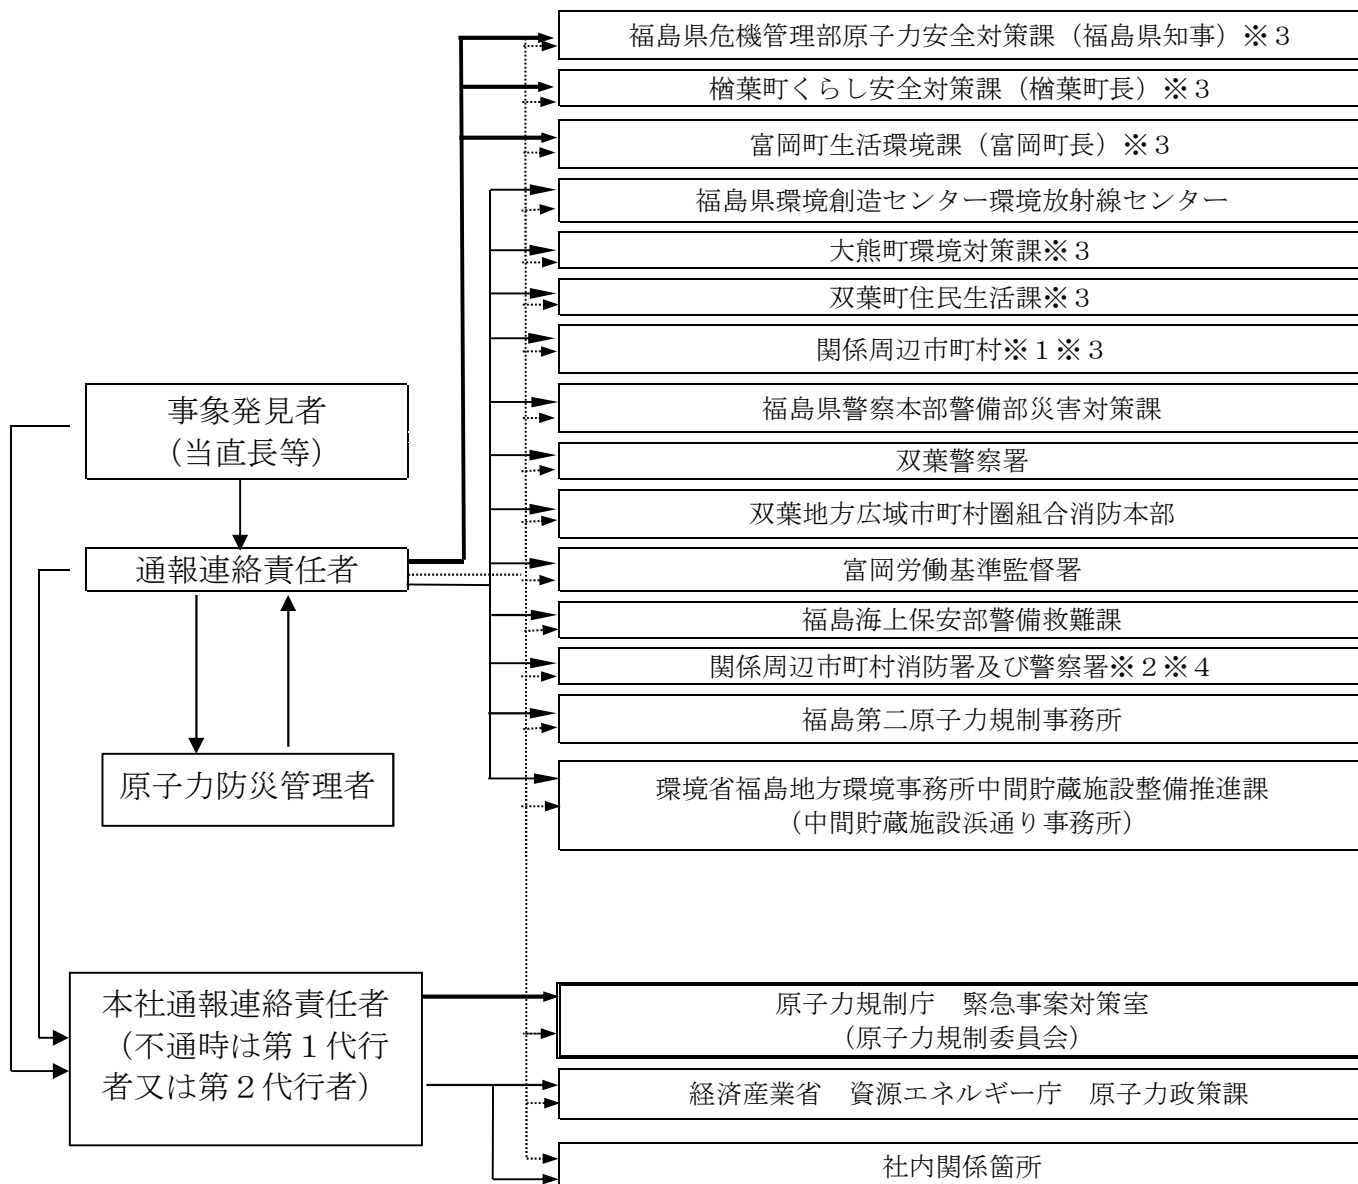 福島県危機管理部原子力安全対策課（福島県知事）※３
楢葉町くらし安全対策課（楢葉町長）※３
富岡町生活環境課（富岡町長）※３
福島県環境創造センター環境放射線センター
大熊町環境対策課※３
双葉町住民生活課※３
関係周辺市町村※１※３
福島県警察本部警備部災害対策課
双葉警察署
双葉地方広域市町村圏組合消防本部
富岡労働基準監督署
福島海上保安部警備救難課
関係周辺市町村消防署及び警察署※２※４
福島第二原子力規制事務所
環境省福島地方環境事務所中間貯蔵施設整備推進課
（中間貯蔵施設浜通り事務所）
事象発見者
（当直長等）
通報連絡責任者
原子力防災管理者
本社通報連絡責任者
（不通時は第１代行
者又は第２代行者）
原子力規制庁　緊急事案対策室
（原子力規制委員会）
経済産業省　資源エネルギー庁　原子力政策課
社内関係箇所